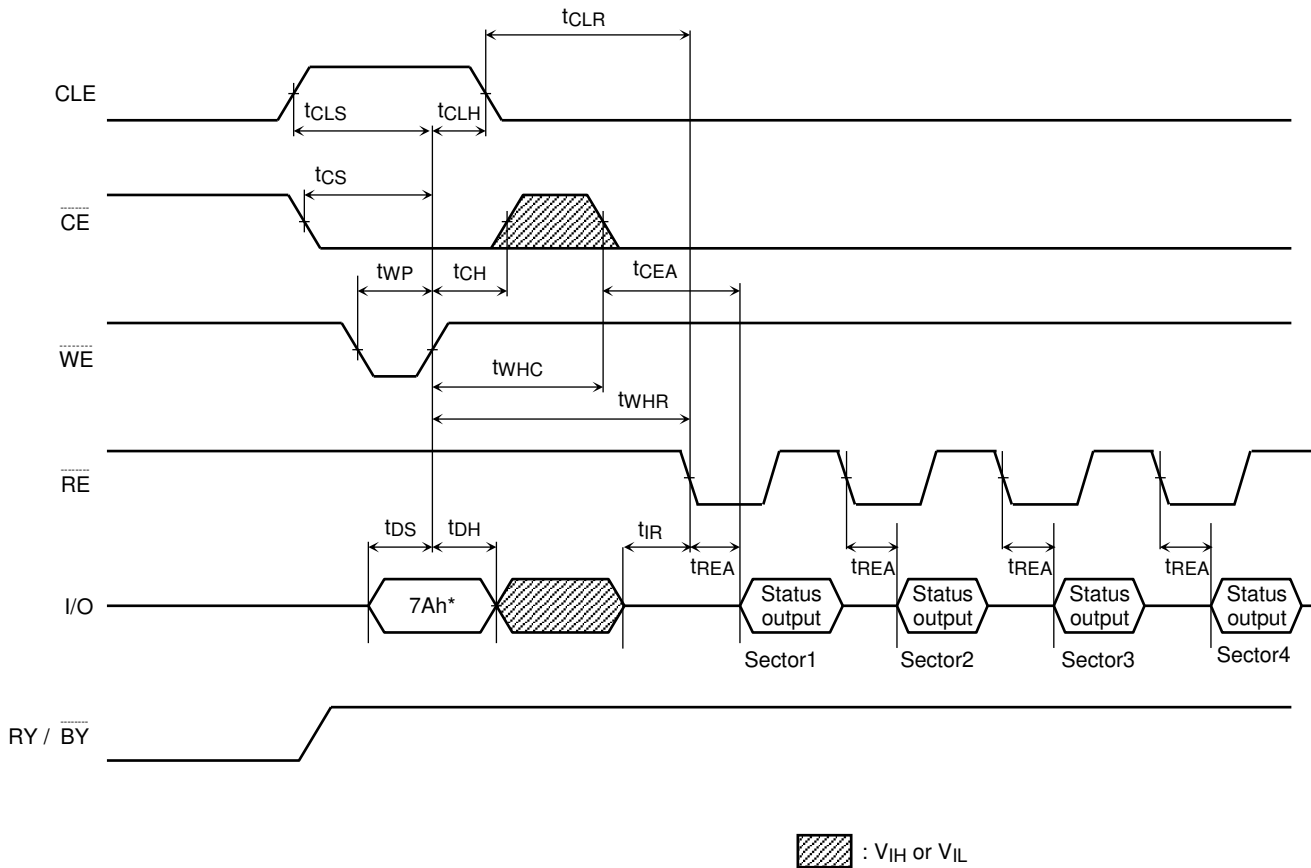 tCLR
CLE
tCLS
tCLH
tCS
CE
tWP
tCH
tCEA
WE
tWHC
tWHR
RE
tDS
tDH
tIR
tREA
tREA
tREA
tREA
I/O
7Ah*
Status output
Status output
Status output
Status output
Sector1
Sector2
Sector3
Sector4
RY / BY
: VIH or VIL